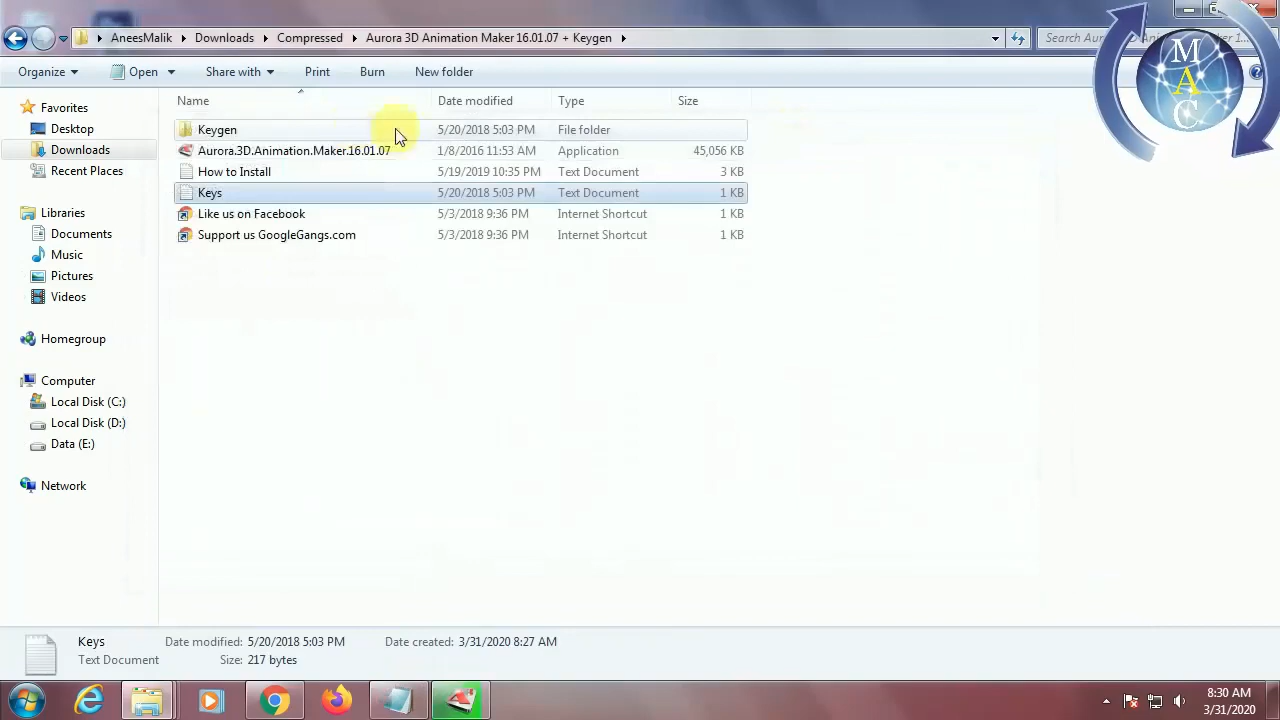 AneesMalik Downloads Compressed Aurora 3D Animation Maker 16.01.07 + Keygen
Organize Open Share with Print Burn New folder
M
A
C
Name Date modified Type Size
Favorites
Desktop
Downloads
Recent Places
Libraries
Documents
Music
Pictures
Videos
Homegroup
Computer
Local Disk (C:)
Local Disk (D:)
Data (E:)
Network
Keygen 5/20/2018 5:03 PM File folder
Aurora.3D.Animation.Maker.16.01.07 1/8/2016 11:53 AM Application 45,056 KB
How to Install 5/19/2019 10:35 PM Text Document 3 KB
Keys 5/20/2018 5:03 PM Text Document 1 KB
Like us on Facebook 5/3/2018 9:36 PM Internet Shortcut 1 KB
Support us GoogleGangs.com 5/3/2018 9:36 PM Internet Shortcut 1 KB
Keys Date modified: 5/20/2018 5:03 PM Date created: 3/31/2020 8:27 AM
Text Document Size: 217 bytes
8:30 AM
3/31/2020